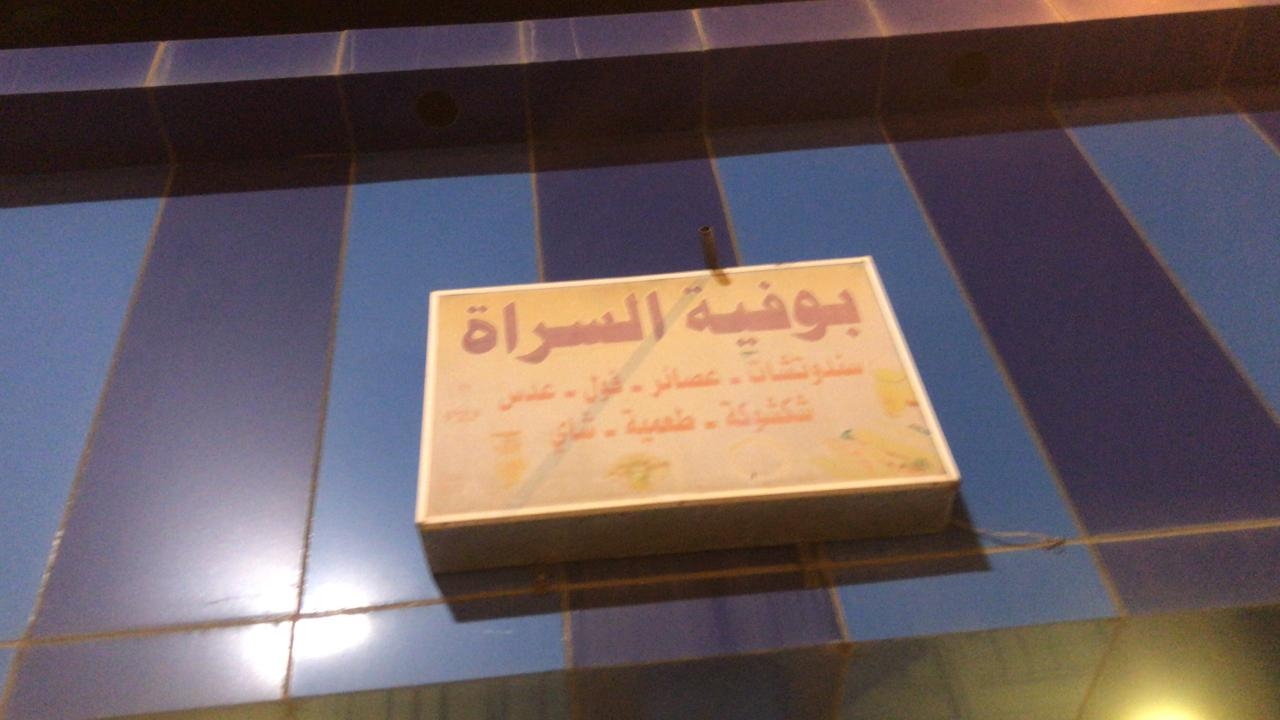 بوفية السراة
سندوتشات - عصائر - فول - عدس
شكشوكة - طعمية - شاي